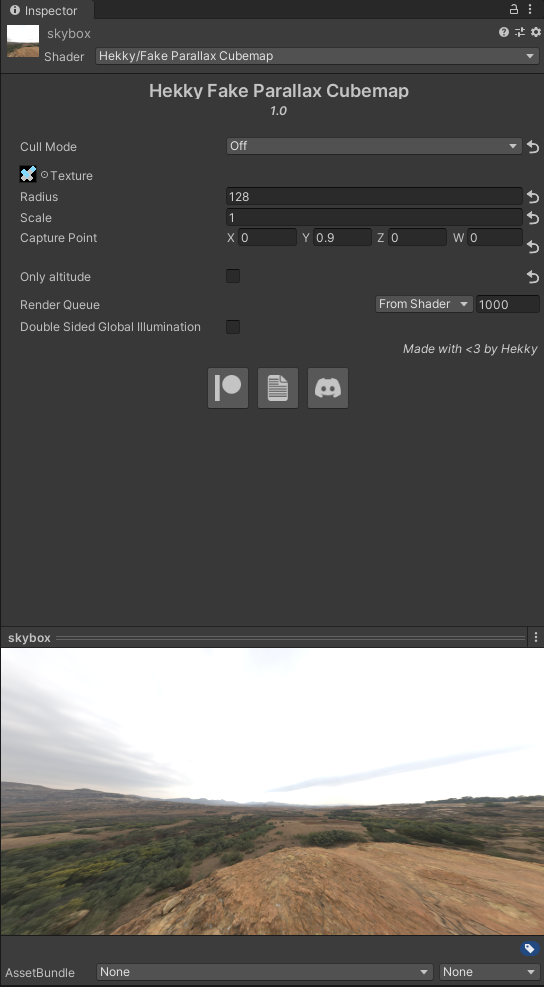 Inspector
skybox
Shader Hekky/Fake Parallax Cubemap
Hekky Fake Parallax Cubemap
1.0
Cull Mode Off
Texture
Radius 128
Scale 1
Capture Point X 0 Y 0.9 Z 0 W 0
Only altitude
Render Queue From Shader 1000
Double Sided Global Illumination
Made with <3 by Hekky
skybox
AssetBundle None None